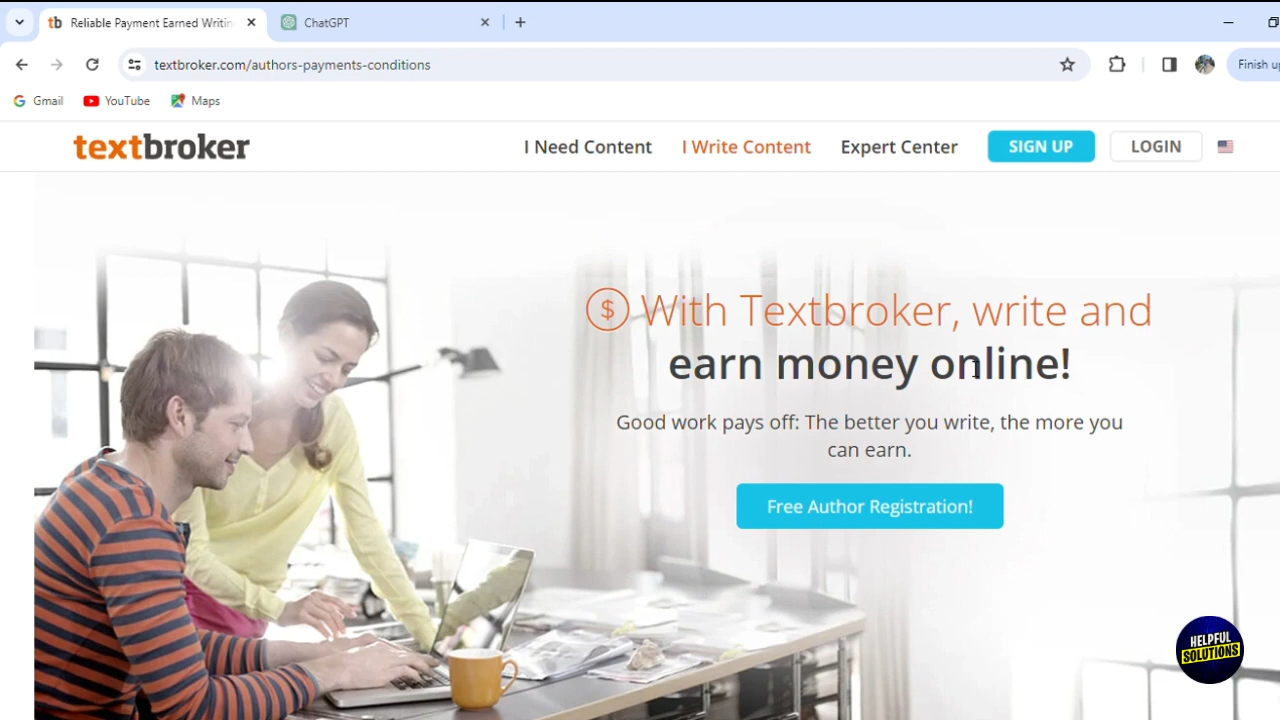 Reliable Payment Earned Writin
ChatGPT
textbroker.com/authors-payments-conditions
Finish up
Gmail
YouTube
Maps
textbroker
I Need Content
I Write Content
Expert Center
SIGN UP
LOGIN
With Textbroker, write and
earn money online!
Good work pays off: The better you write, the more you
can earn.
Free Author Registration!
HELPFUL
SOLUTIONS